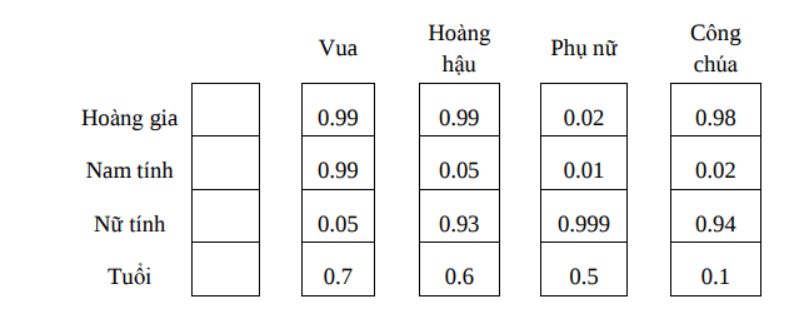 Vua Hoàng hậu Phụ nữ Công chúa
Hoàng gia 0.99 0.99 0.02 0.98
Nam tính 0.99 0.05 0.01 0.02
Nữ tính 0.05 0.93 0.999 0.94
Tuổi 0.7 0.6 0.5 0.1